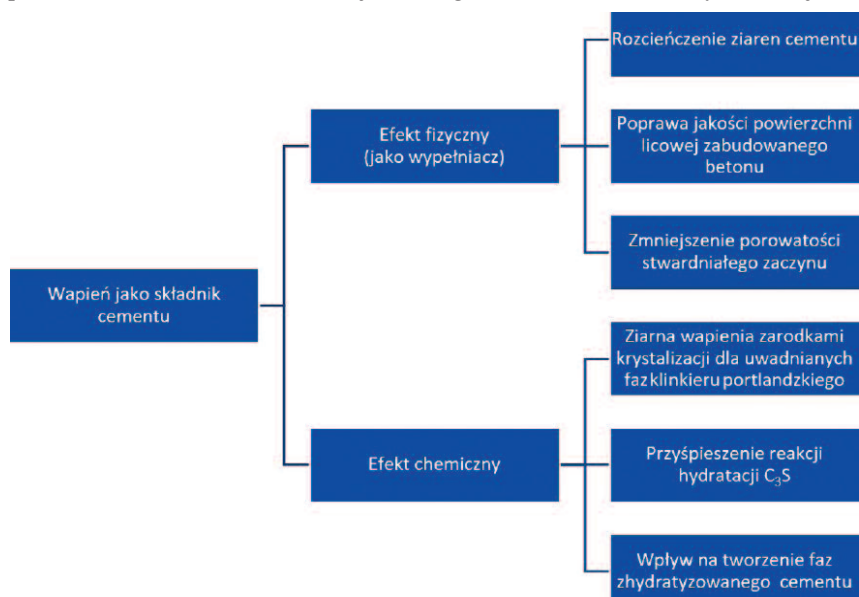 Rozcieńczenie ziaren cementu
Efekt fizyczny
(jako wypełniacz)
Poprawa jakości powierzchni
licowej zabudowanego
betonu
Zmniejszenie porowatości
stwardniałego zaczynu
Wapień jako składnik
cementu
Ziarna wapienia zarodkami
krystalizacji dla uwadnianych
faz klinkieru portlandzkiego
Efekt chemiczny
Przyśpieszenie reakcji
hydratacji C₃S
Wpływ na tworzenie faz
zhydratyzowanego cementu